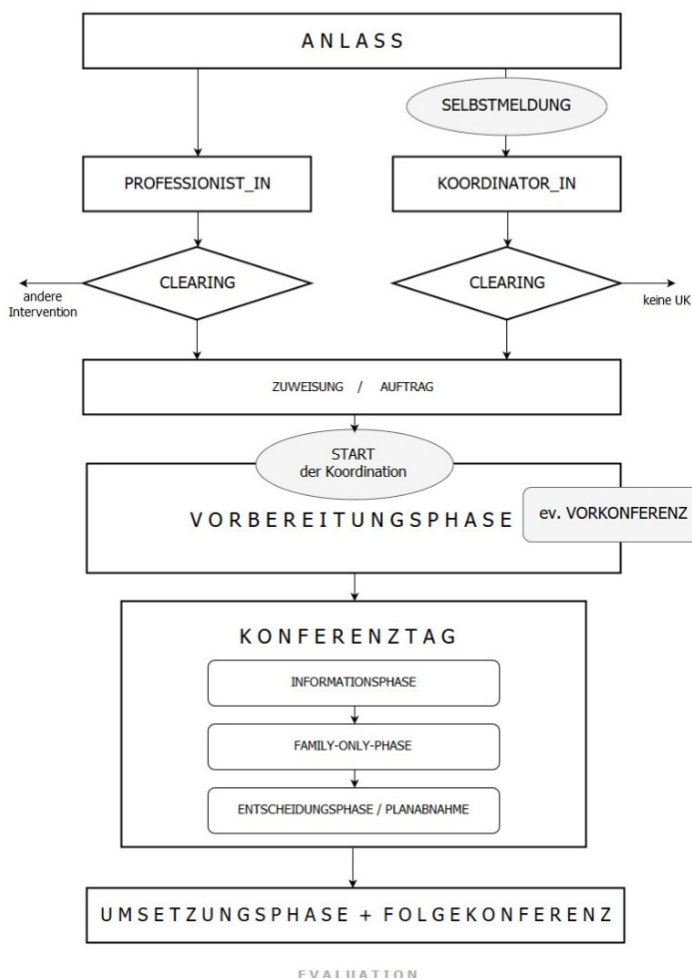 ANLASS
SELBSTMELDUNG
PROFESSIONIST_IN
KOORDINATOR_IN
CLEARING
CLEARING
andere
Intervention
keine UK
ZUWEISUNG / AUFTRAG
START
der Koordination
VORBEREITUNGSPHASE
ev. VORKONFERENZ
KONFERENZTAG
INFORMATIONSPHASE
FAMILY-ONLY-PHASE
ENTSCHEIDUNGSPHASE / PLANABNAHME
UMSETZUNGSPHASE + FOLGEKONFERENZ
EVALUATION